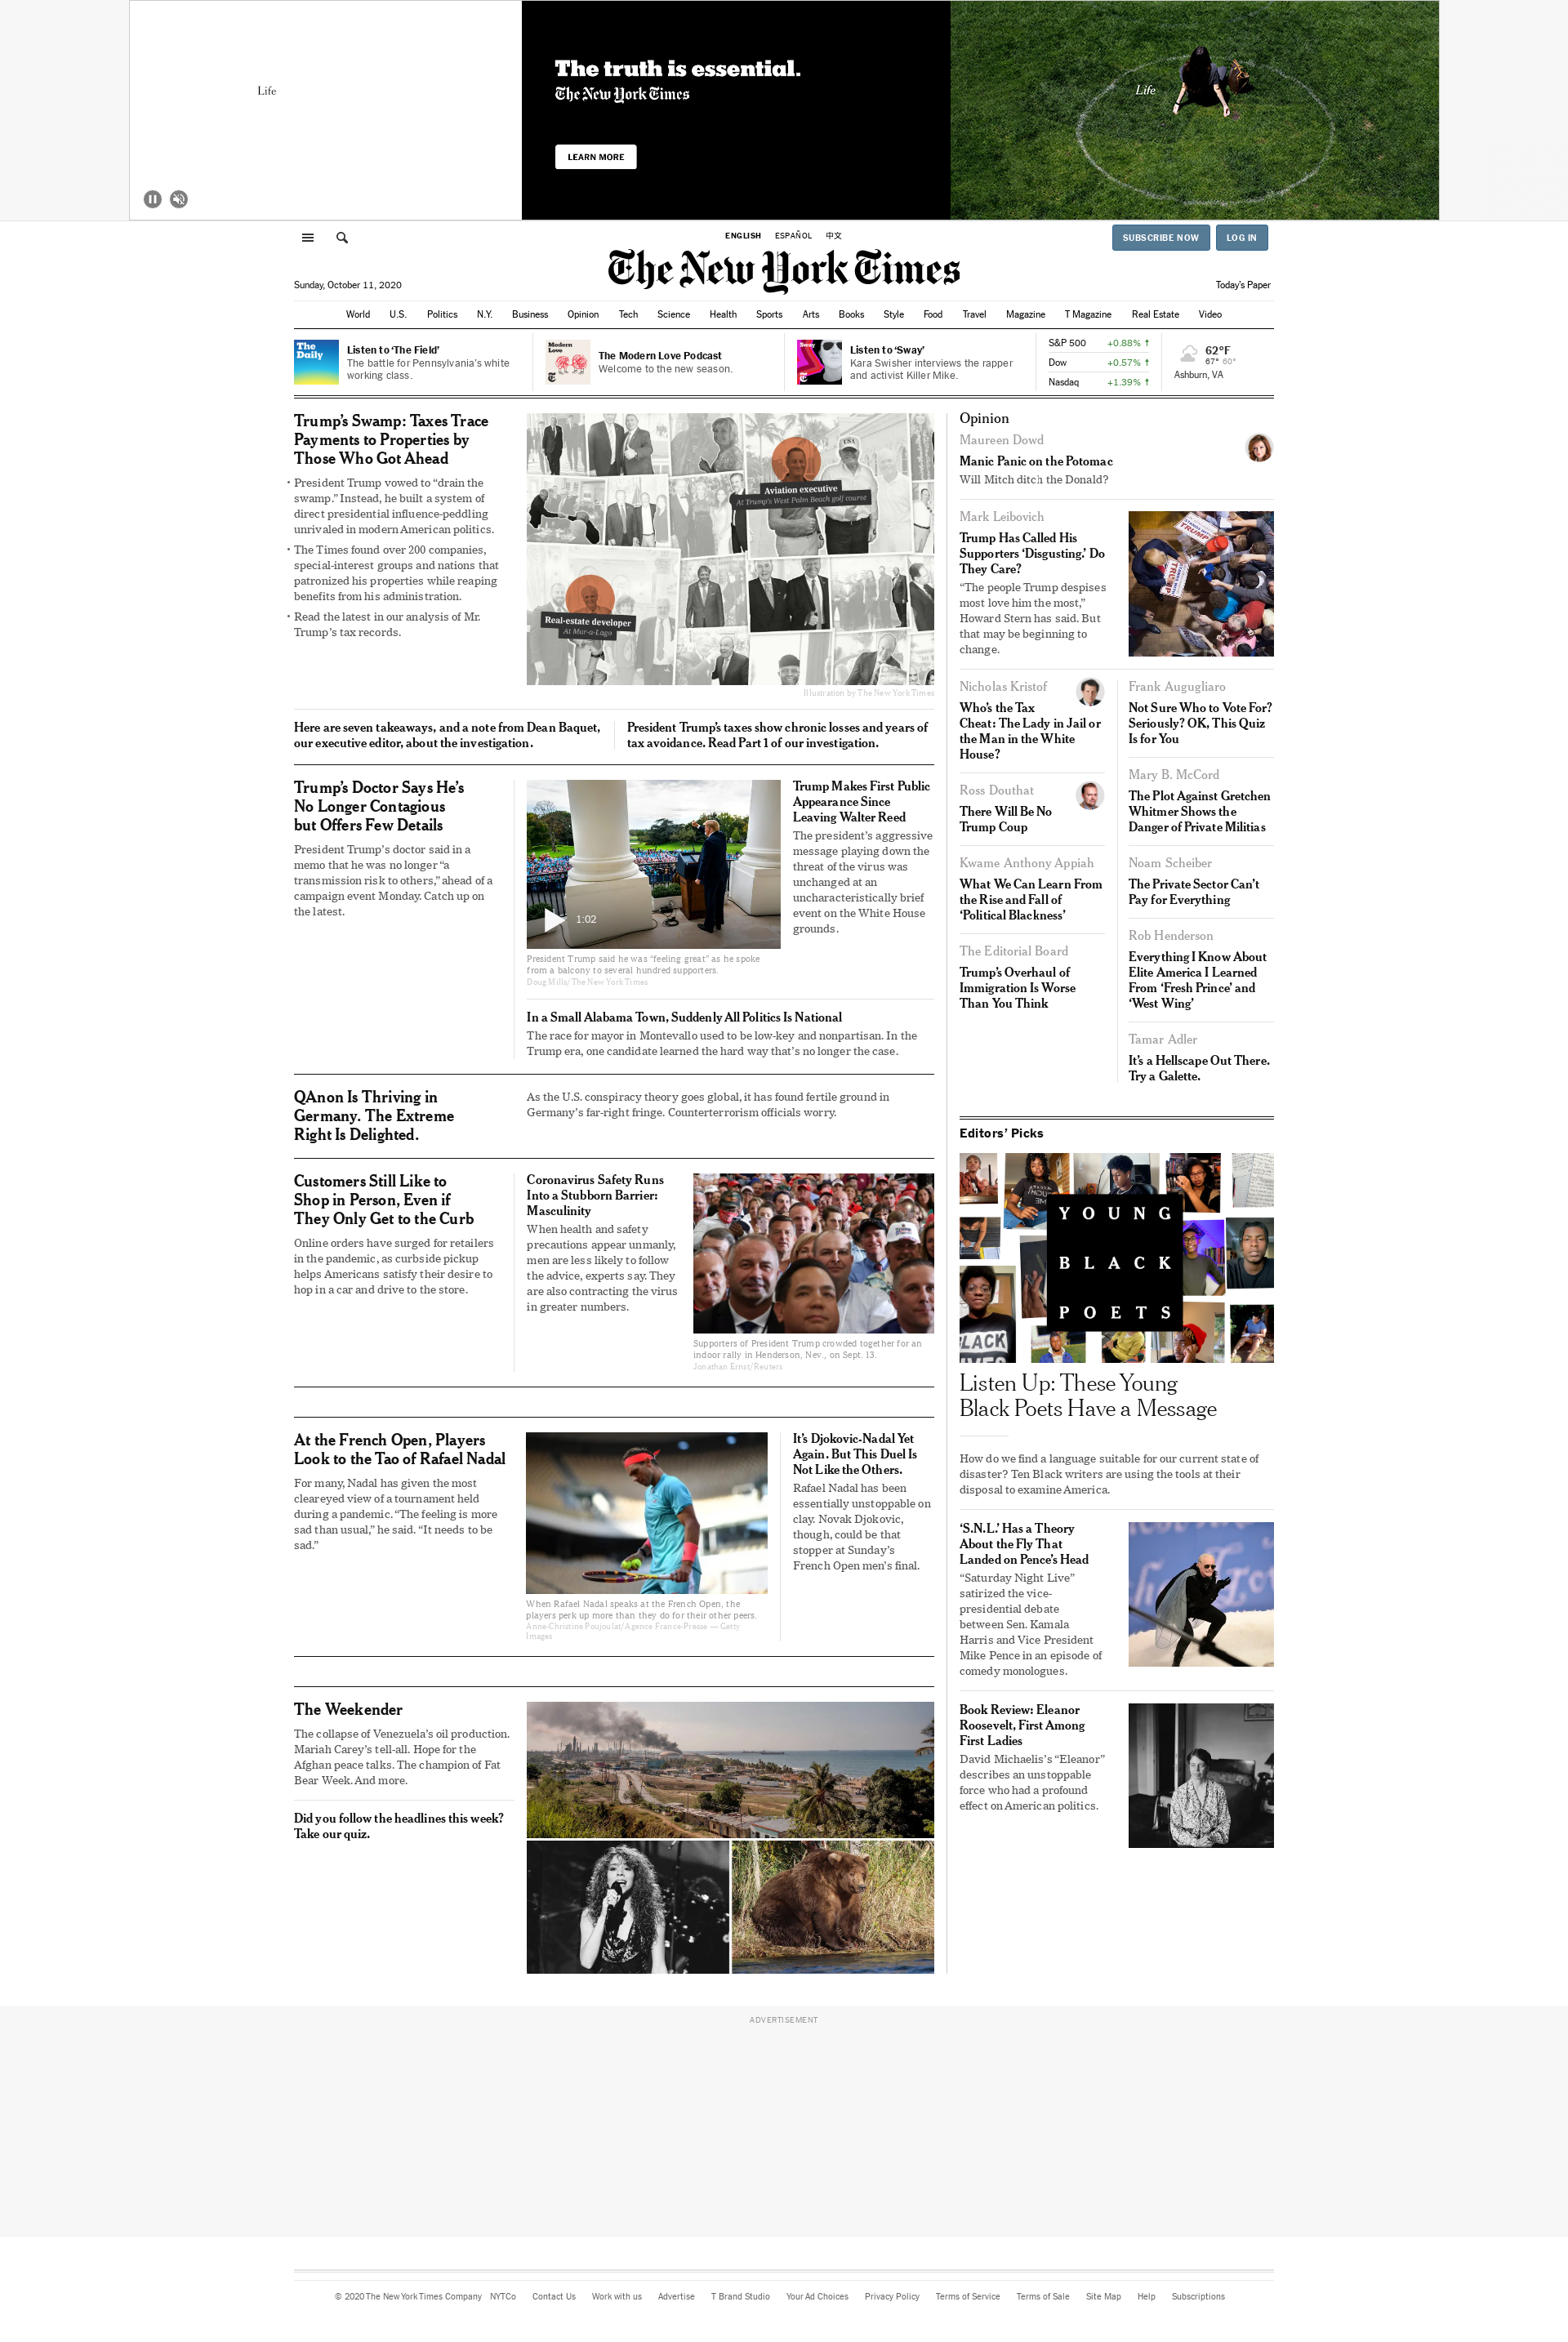 Life
The truth is essential.
The New York Times
LEARN MORE
Life
ENGLISH
ESPAÑOL
中文
SUBSCRIBE NOW
LOG IN
The New York Times
Sunday, October 11, 2020
Today's Paper
World U.S. Politics N.Y. Business Opinion Tech Science Health Sports Arts Books Style Food Travel Magazine T Magazine Real Estate Video
The
Daily
Listen to ‘The Field’
The battle for Pennsylvania's white
working class.
Modern
Love
The Modern Love Podcast
Welcome to the new season.
Sway
Listen to ‘Sway’
Kara Swisher interviews the rapper
and activist Killer Mike.
S&P 500 +0.88% ↑
Dow +0.57% ↑
Nasdaq +1.39% ↑
62°F
67° 60°
Ashburn, VA
Trump’s Swamp: Taxes Trace
Payments to Properties by
Those Who Got Ahead
• President Trump vowed to “drain the
swamp.” Instead, he built a system of
direct presidential influence-peddling
unrivaled in modern American politics.
• The Times found over 200 companies,
special-interest groups and nations that
patronized his properties while reaping
benefits from his administration.
• Read the latest in our analysis of Mr.
Trump’s tax records.
USA
Aviation executive
At Trump's West Palm Beach golf course
Real-estate developer
At Mar-a-Lago
Illustration by The New York Times
Here are seven takeaways, and a note from Dean Baquet,
our executive editor, about the investigation.
President Trump’s taxes show chronic losses and years of
tax avoidance. Read Part 1 of our investigation.
Trump’s Doctor Says He’s
No Longer Contagious
but Offers Few Details
President Trump’s doctor said in a
memo that he was no longer “a
transmission risk to others,” ahead of a
campaign event Monday. Catch up on
the latest.
1:02
President Trump said he was “feeling great” as he spoke
from a balcony to several hundred supporters.
Doug Mills/The New York Times
Trump Makes First Public
Appearance Since
Leaving Walter Reed
The president’s aggressive
message playing down the
threat of the virus was
unchanged at an
uncharacteristically brief
event on the White House
grounds.
In a Small Alabama Town, Suddenly All Politics Is National
The race for mayor in Montevallo used to be low-key and nonpartisan. In the
Trump era, one candidate learned the hard way that’s no longer the case.
QAnon Is Thriving in
Germany. The Extreme
Right Is Delighted.
As the U.S. conspiracy theory goes global, it has found fertile ground in
Germany’s far-right fringe. Counterterrorism officials worry.
Customers Still Like to
Shop in Person, Even if
They Only Get to the Curb
Online orders have surged for retailers
in the pandemic, as curbside pickup
helps Americans satisfy their desire to
hop in a car and drive to the store.
Coronavirus Safety Runs
Into a Stubborn Barrier:
Masculinity
When health and safety
precautions appear unmanly,
men are less likely to follow
the advice, experts say. They
are also contracting the virus
in greater numbers.
Supporters of President Trump crowded together for an
indoor rally in Henderson, Nev., on Sept. 13.
Jonathan Ernst/Reuters
At the French Open, Players
Look to the Tao of Rafael Nadal
For many, Nadal has given the most
cleareyed view of a tournament held
during a pandemic. “The feeling is more
sad than usual,” he said. “It needs to be
sad.”
When Rafael Nadal speaks at the French Open, the
players perk up more than they do for their other peers.
Anne-Christine Poujoulat/Agence France-Presse — Getty
Images
It’s Djokovic-Nadal Yet
Again. But This Duel Is
Not Like the Others.
Rafael Nadal has been
essentially unstoppable on
clay. Novak Djokovic,
though, could be that
stopper at Sunday’s
French Open men’s final.
The Weekender
The collapse of Venezuela’s oil production.
Mariah Carey’s tell-all. Hope for the
Afghan peace talks. The champion of Fat
Bear Week. And more.
Did you follow the headlines this week?
Take our quiz.
Opinion
Maureen Dowd
Manic Panic on the Potomac
Will Mitch ditch the Donald?
Mark Leibovich
Trump Has Called His
Supporters ‘Disgusting.’ Do
They Care?
“The people Trump despises
most love him the most,”
Howard Stern has said. But
that may be beginning to
change.
TRUMP
Nicholas Kristof
Who’s the Tax
Cheat: The Lady in Jail or
the Man in the White
House?
Ross Douthat
There Will Be No
Trump Coup
Kwame Anthony Appiah
What We Can Learn From
the Rise and Fall of
‘Political Blackness’
The Editorial Board
Trump’s Overhaul of
Immigration Is Worse
Than You Think
Frank Augugliaro
Not Sure Who to Vote For?
Seriously? OK, This Quiz
Is for You
Mary B. McCord
The Plot Against Gretchen
Whitmer Shows the
Danger of Private Militias
Noam Scheiber
The Private Sector Can’t
Pay for Everything
Rob Henderson
Everything I Know About
Elite America I Learned
From ‘Fresh Prince’ and
‘West Wing’
Tamar Adler
It’s a Hellscape Out There.
Try a Galette.
Editors’ Picks
YOUNG
BLACK
POETS
Listen Up: These Young
Black Poets Have a Message
How do we find a language suitable for our current state of
disaster? Ten Black writers are using the tools at their
disposal to examine America.
‘S.N.L.’ Has a Theory
About the Fly That
Landed on Pence’s Head
“Saturday Night Live”
satirized the vice-
presidential debate
between Sen. Kamala
Harris and Vice President
Mike Pence in an episode of
comedy monologues.
Book Review: Eleanor
Roosevelt, First Among
First Ladies
David Michaelis’s “Eleanor”
describes an unstoppable
force who had a profound
effect on American politics.
ADVERTISEMENT
© 2020 The New York Times Company NYTCo Contact Us Work with us Advertise T Brand Studio Your Ad Choices Privacy Policy Terms of Service Terms of Sale Site Map Help Subscriptions